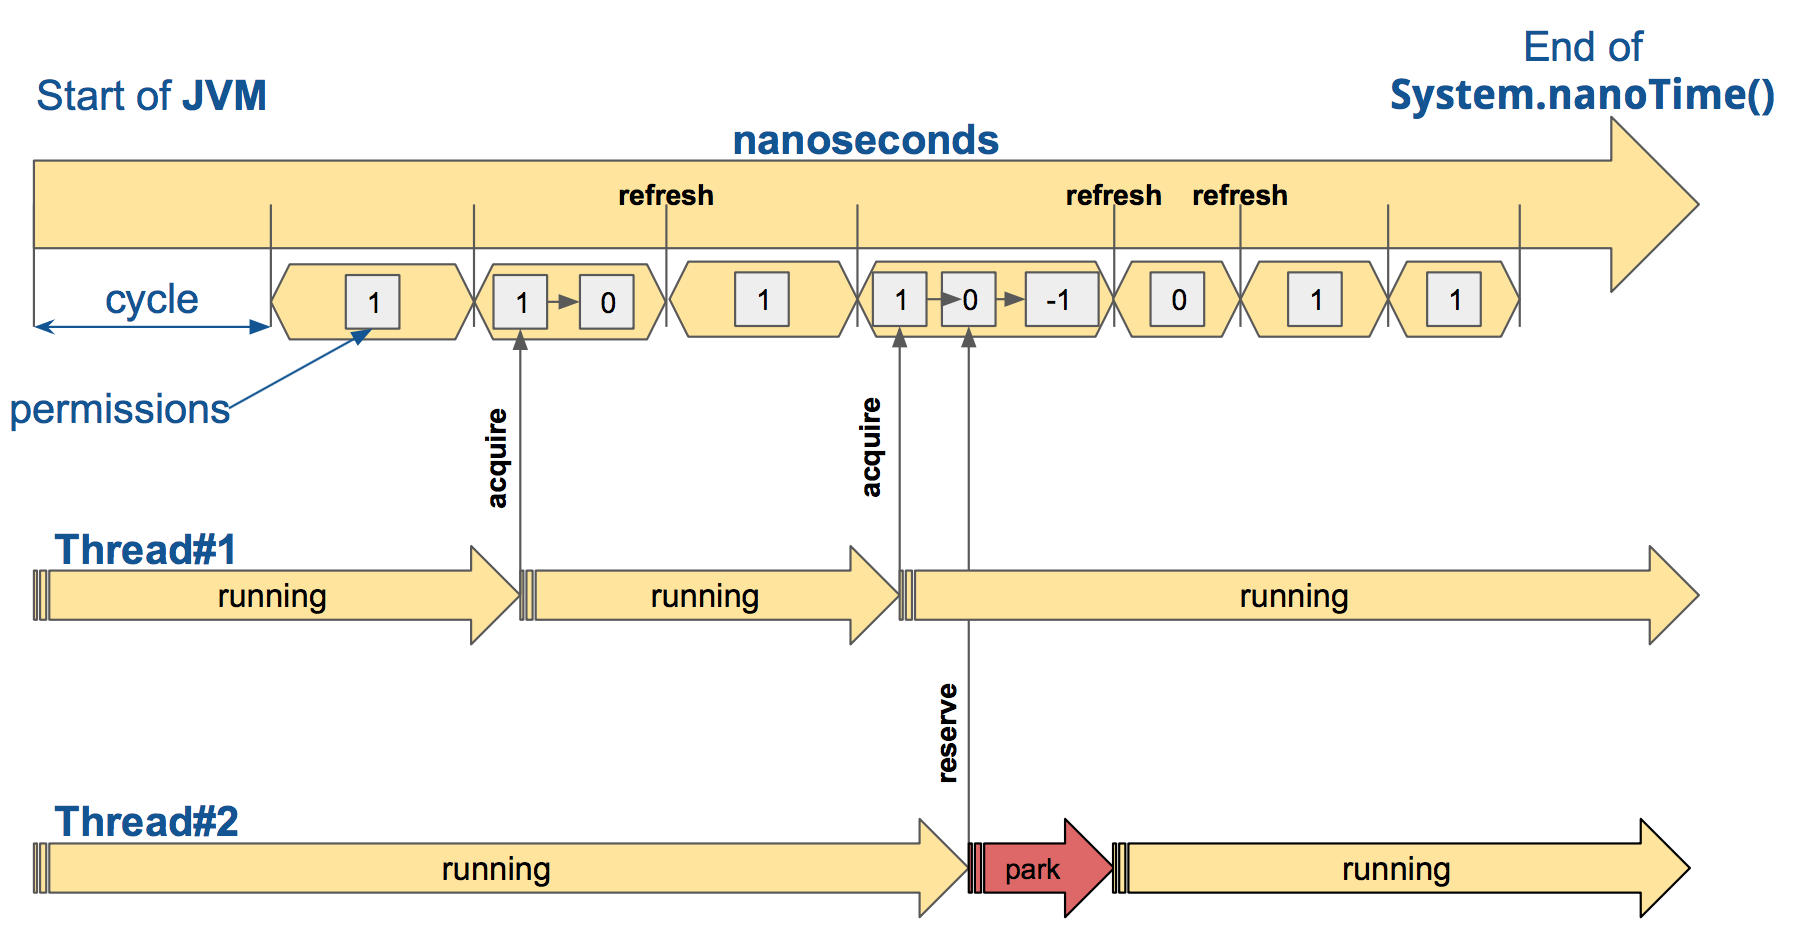 End of
System.nanoTime()
Start of JVM
nanoseconds
refresh
refresh
refresh
cycle
1
1
0
1
1
0
-1
0
1
1
permissions
acquire
acquire
Thread#1
running
running
running
reserve
Thread#2
running
park
running